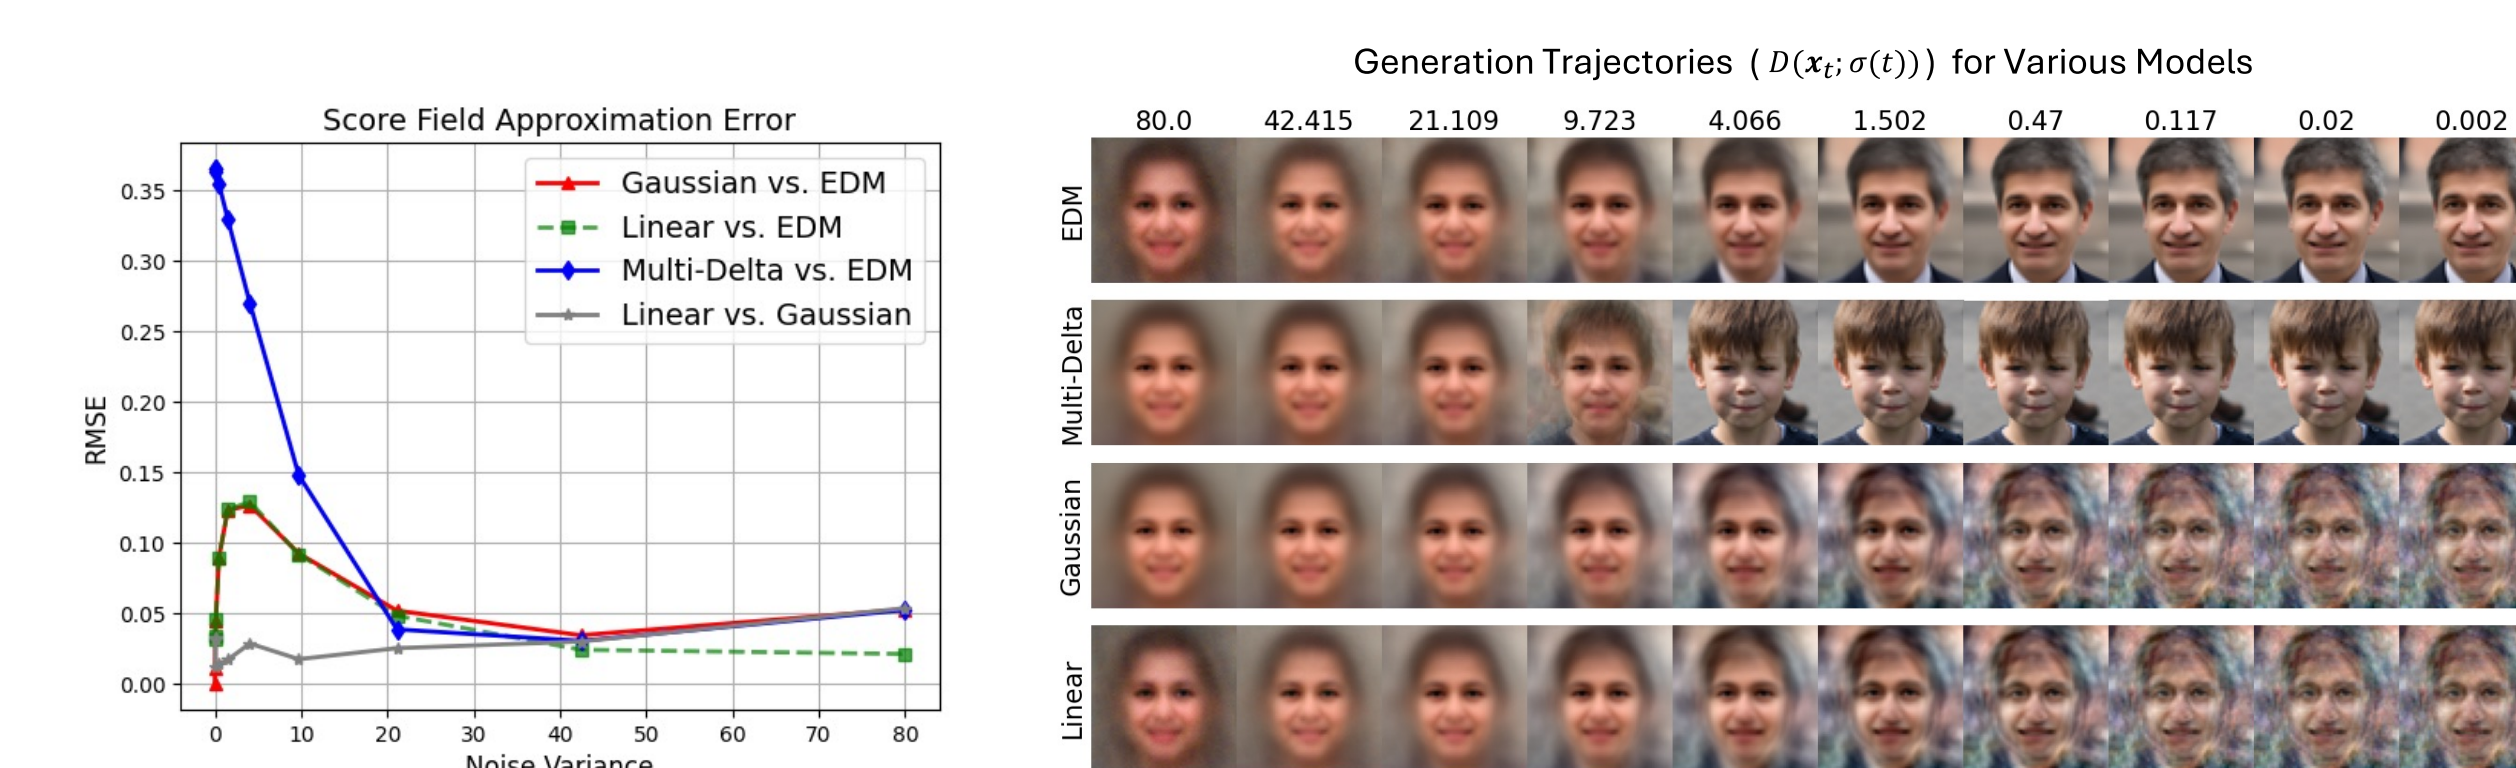 Generation Trajectories ( D(xₜ; σ(t)) ) for Various Models
Score Field Approximation Error
80.0 42.415 21.109 9.723 4.066 1.502 0.47 0.117 0.02 0.002
Gaussian vs. EDM
Linear vs. EDM
Multi-Delta vs. EDM
Linear vs. Gaussian
RMSE
0.35
0.30
0.25
0.20
0.15
0.10
0.05
0.00
0 10 20 30 40 50 60 70 80
Noise Variance
EDM
Multi-Delta
Gaussian
Linear